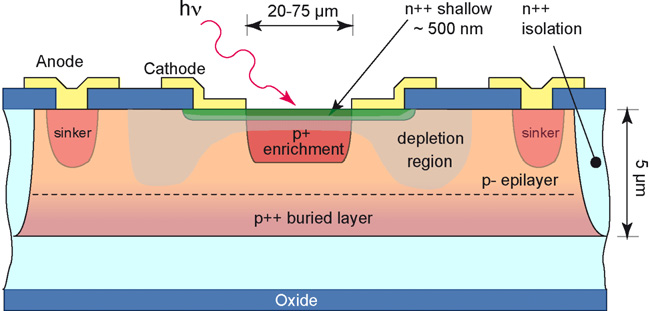 hν
20-75 μm
n++ shallow
~ 500 nm
n++
isolation
Anode
Cathode
sinker
p+
enrichment
depletion
region
sinker
p- epilayer
5 μm
p++ buried layer
Oxide